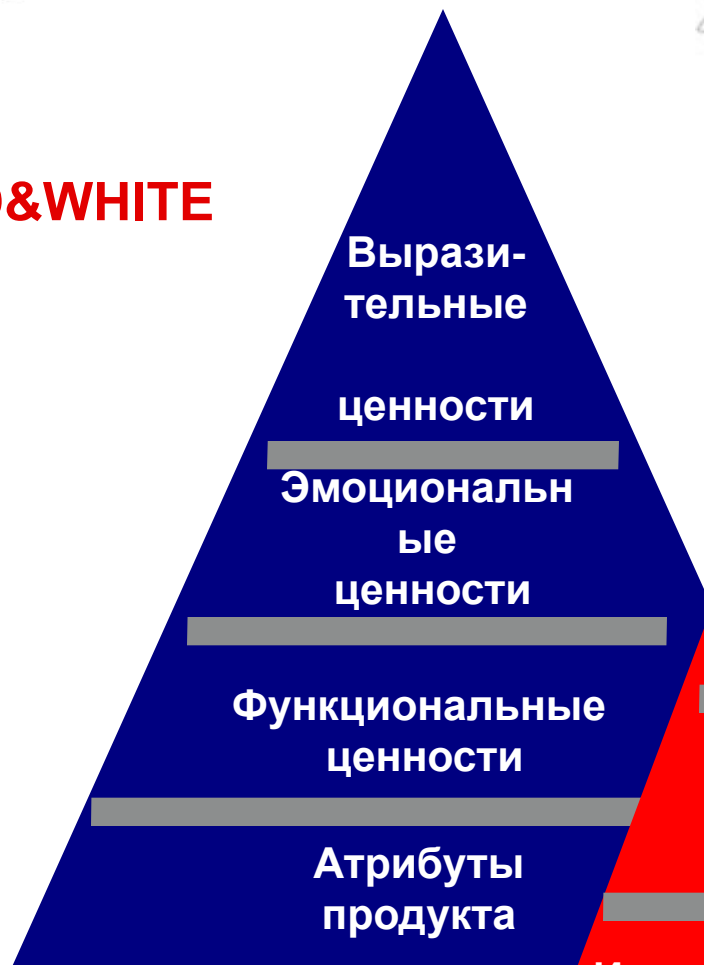 &WHITE
Вырази-
тельные
ценности
Эмоциональн
ые
ценности
Функциональные
ценности
Атрибуты
продукта